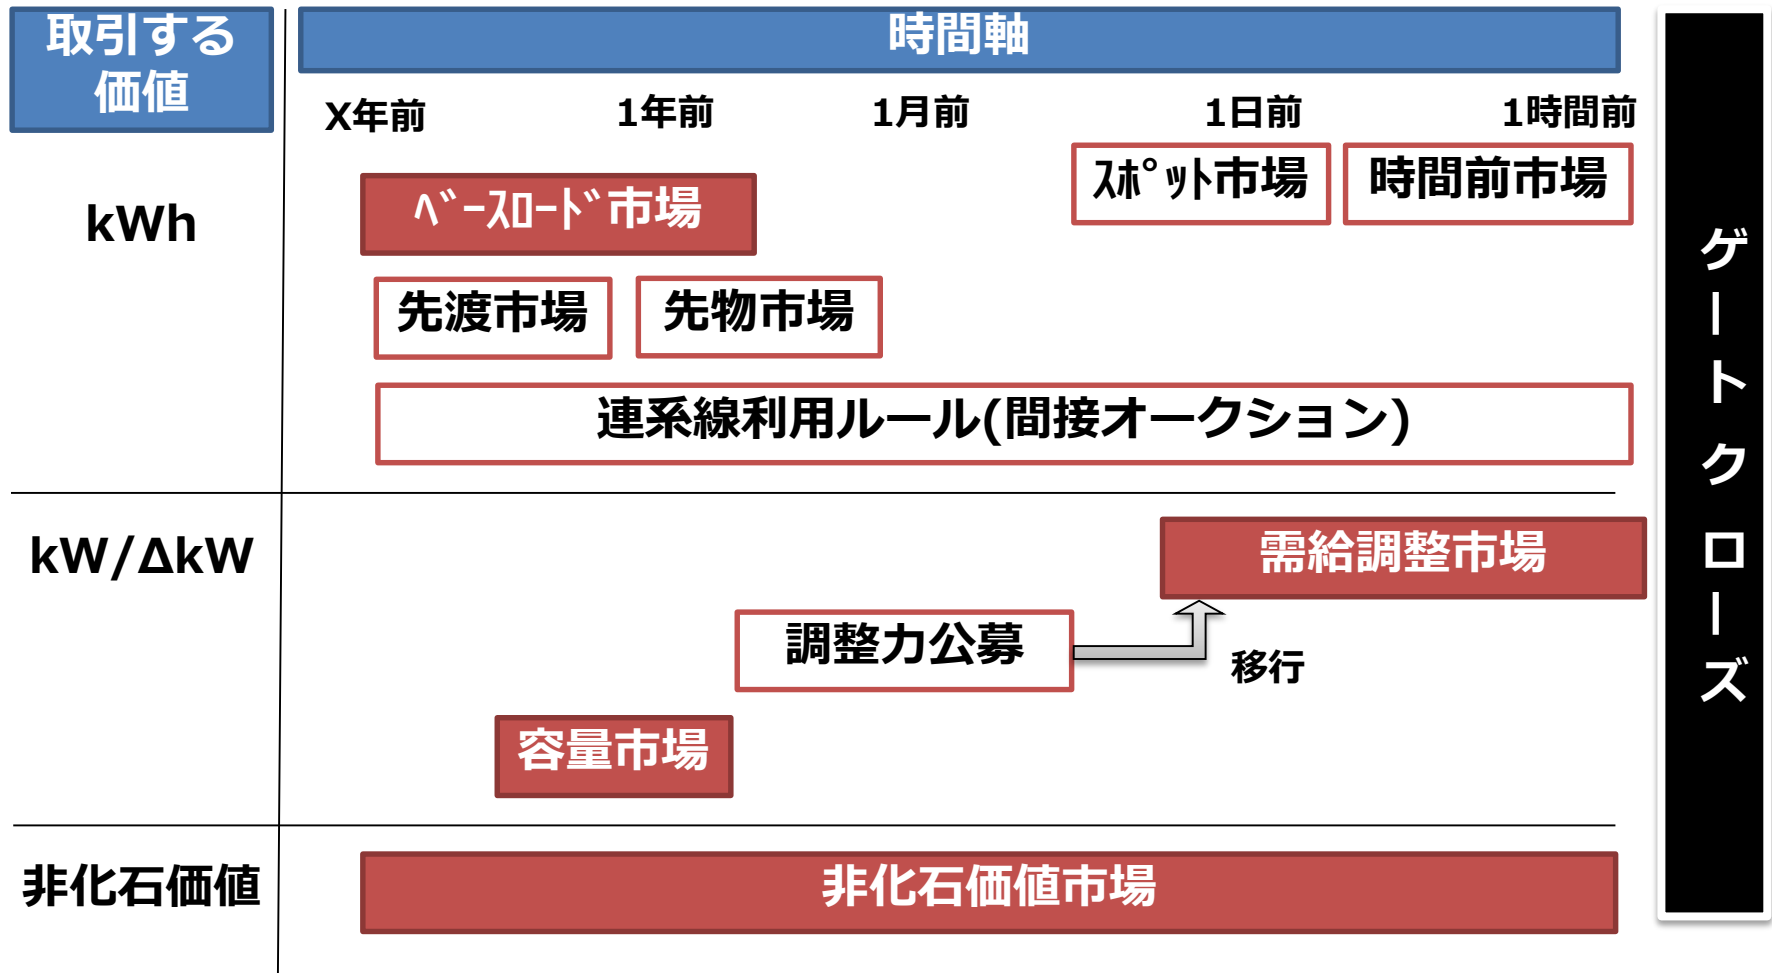 取引する
価値
時間軸
X年前
1年前
1月前
1日前
1時間前
kWh
ﾍﾞｰｽﾛｰﾄﾞ市場
ｽﾎﾟｯﾄ市場
時間前市場
先渡市場
先物市場
連系線利用ルール(間接オークション)
kW/ΔkW
需給調整市場
調整力公募
移行
容量市場
非化石価値
非化石価値市場
ゲートクローズ